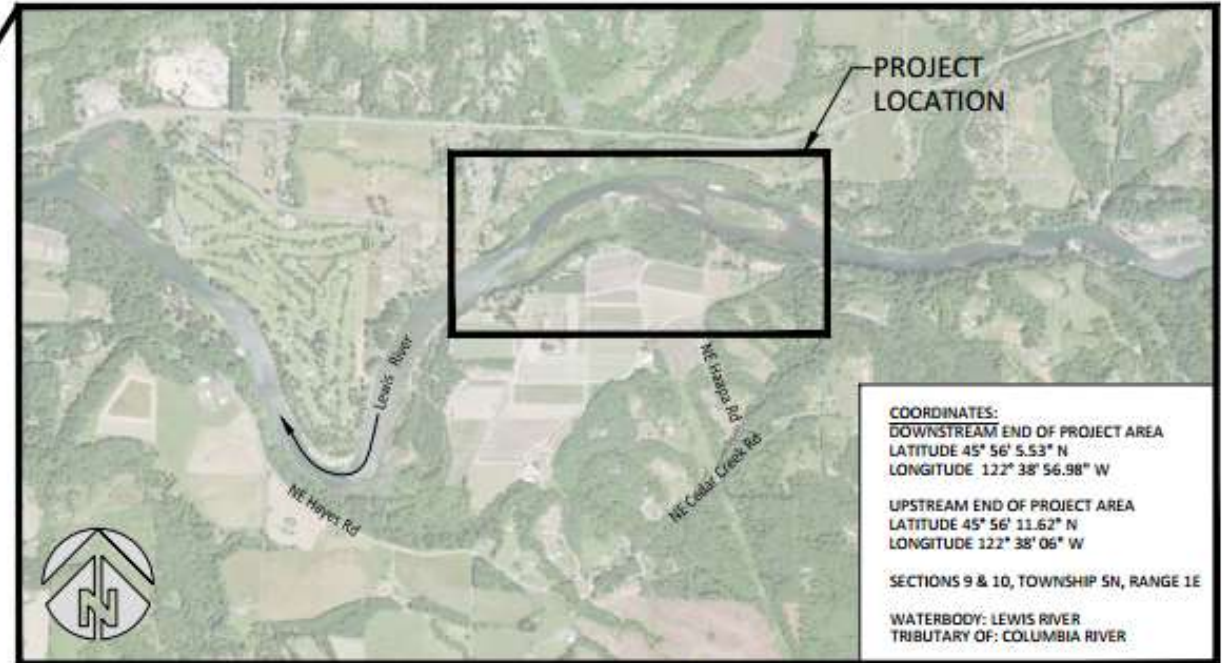 PROJECT
LOCATION
Lewis River
NE Haapa Rd
NE Cedar Creek Rd
NE Hayes Rd
N
COORDINATES:
DOWNSTREAM END OF PROJECT AREA
LATITUDE 45° 56' 5.53" N
LONGITUDE 122° 38' 56.98" W
UPSTREAM END OF PROJECT AREA
LATITUDE 45° 56' 11.62" N
LONGITUDE 122° 38' 06" W
SECTIONS 9 & 10, TOWNSHIP 5N, RANGE 1E
WATERBODY: LEWIS RIVER
TRIBUTARY OF: COLUMBIA RIVER